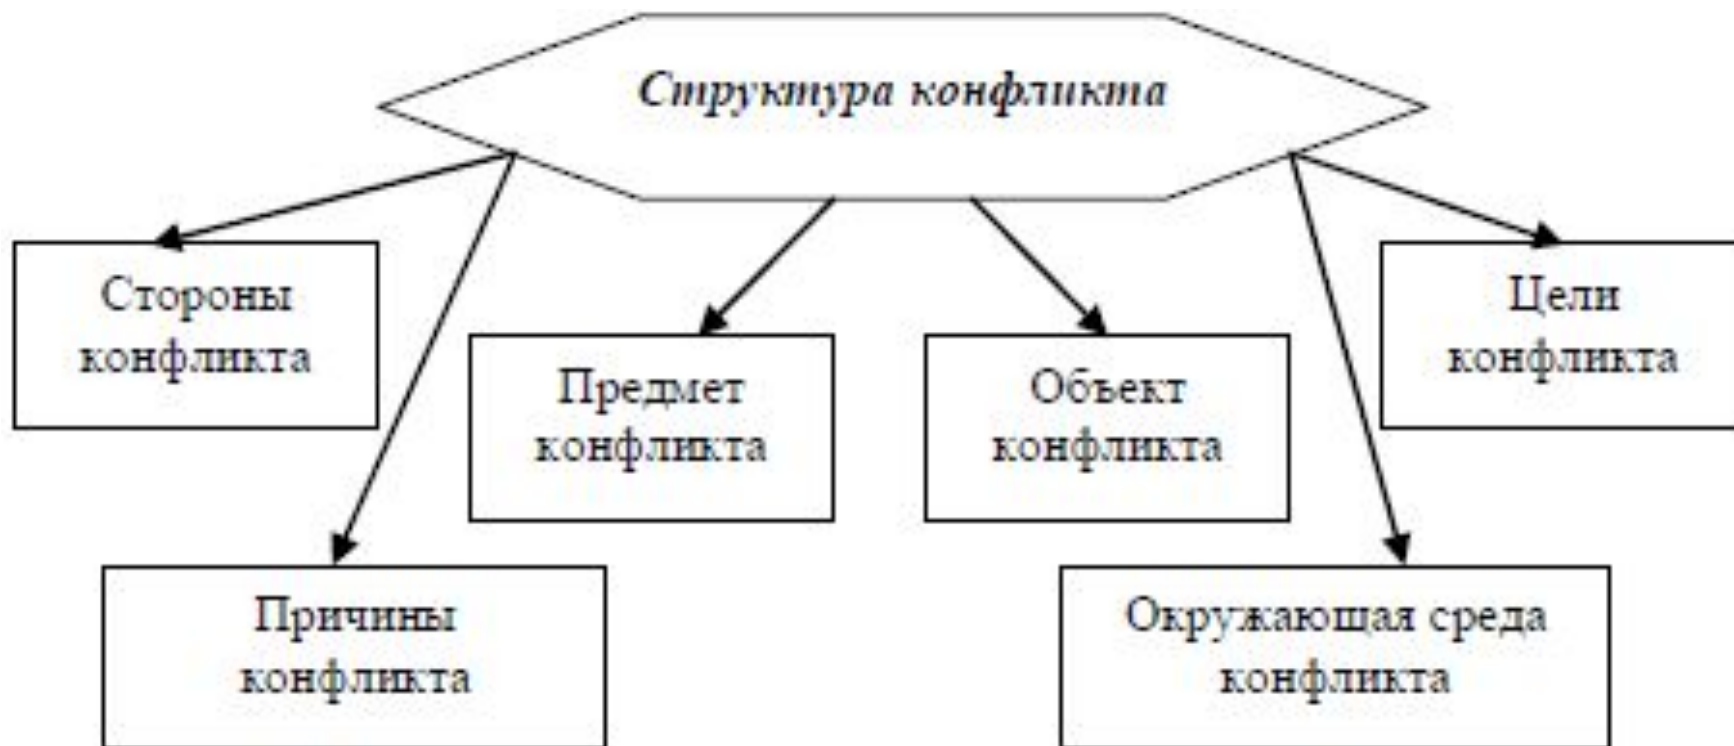 Структура конфликта
Стороны
конфликта
Цели
конфликта
Предмет
конфликта
Объект
конфликта
Причины
конфликта
Окружающая среда
конфликта